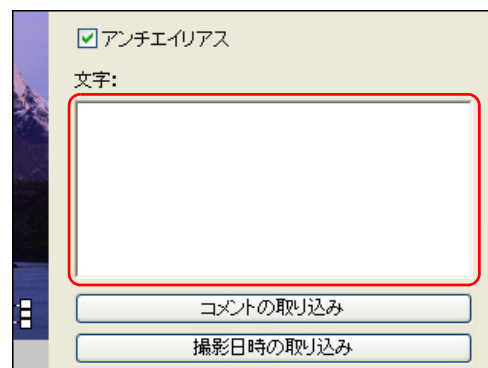 アンチエイリアス
文字:
コメントの取り込み
撮影日時の取り込み